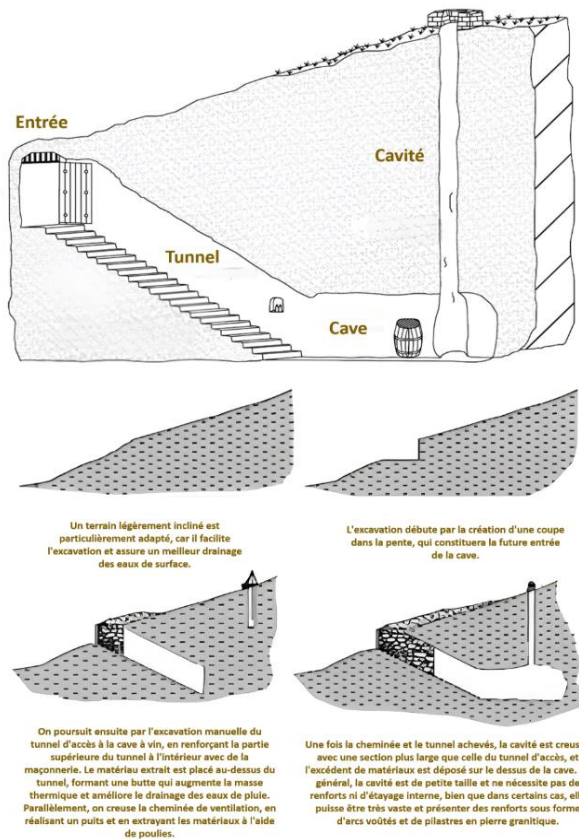 Entrée
Cavité
Tunnel
Cave
Un terrain légèrement incliné est
particulièrement adapté, car il facilite
l'excavation et assure un meilleur drainage
des eaux de surface.
L'excavation débute par la création d'une coupe
dans la pente, qui constituera la future entrée
de la cave.
On poursuit ensuite par l'excavation manuelle du
tunnel d'accès à la cave à vin, en renforçant la partie
supérieure du tunnel à l'intérieur avec de la
maçonnerie. Le matériau extrait est placé au-dessus du
tunnel, formant une butte qui augmente la masse
thermique et améliore le drainage des eaux de pluie.
Parallèlement, on creuse la cheminée de ventilation, en
réalisant un puits et en extrayant les matériaux à l'aide
de poulies.
Une fois la cheminée et le tunnel achevés, la cavité est
avec une section plus large que celle du tunnel d'accès, et
l'excédent de matériaux est déposé sur le dessus de la cave.
général, la cavité est de petite taille et ne nécessite pas de
renforts ni d'étayage interne, bien que dans certains cas,
puisse être très vaste et présenter des renforts sous
d'arcs voûtés et de pilastres en pierre granitique.